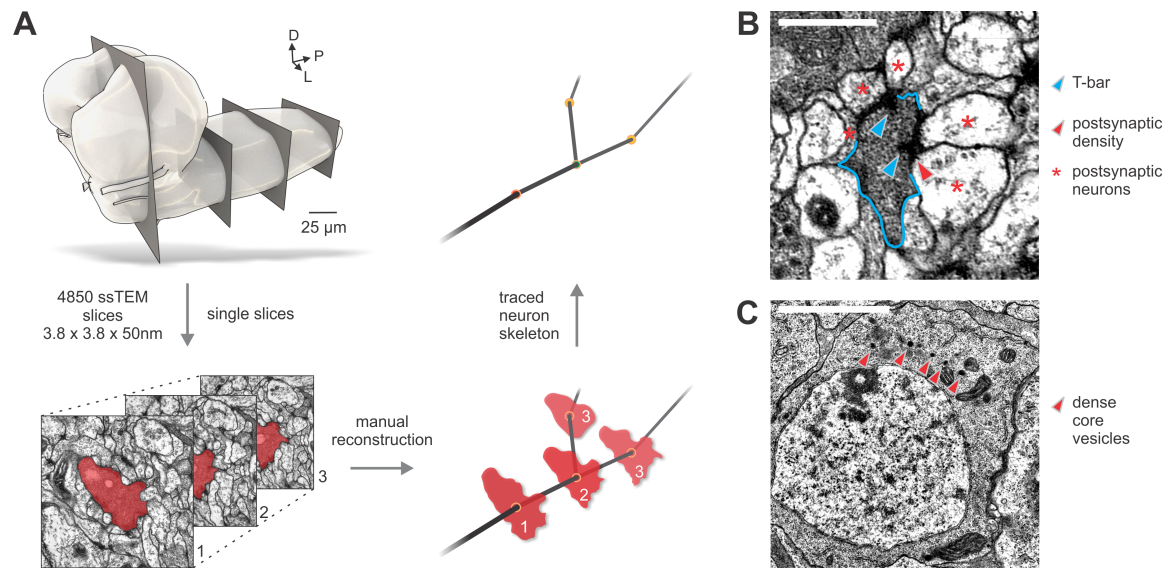 A
D
P
L
25 µm
4850 ssTEM
slices
3.8 x 3.8 x 50nm
single slices
1
2
3
manual
reconstruction
1
2
3
3
traced
neuron
skeleton
B
*
*
*
*
*
T-bar
postsynaptic
density
* postsynaptic
neurons
C
dense
core
vesicles